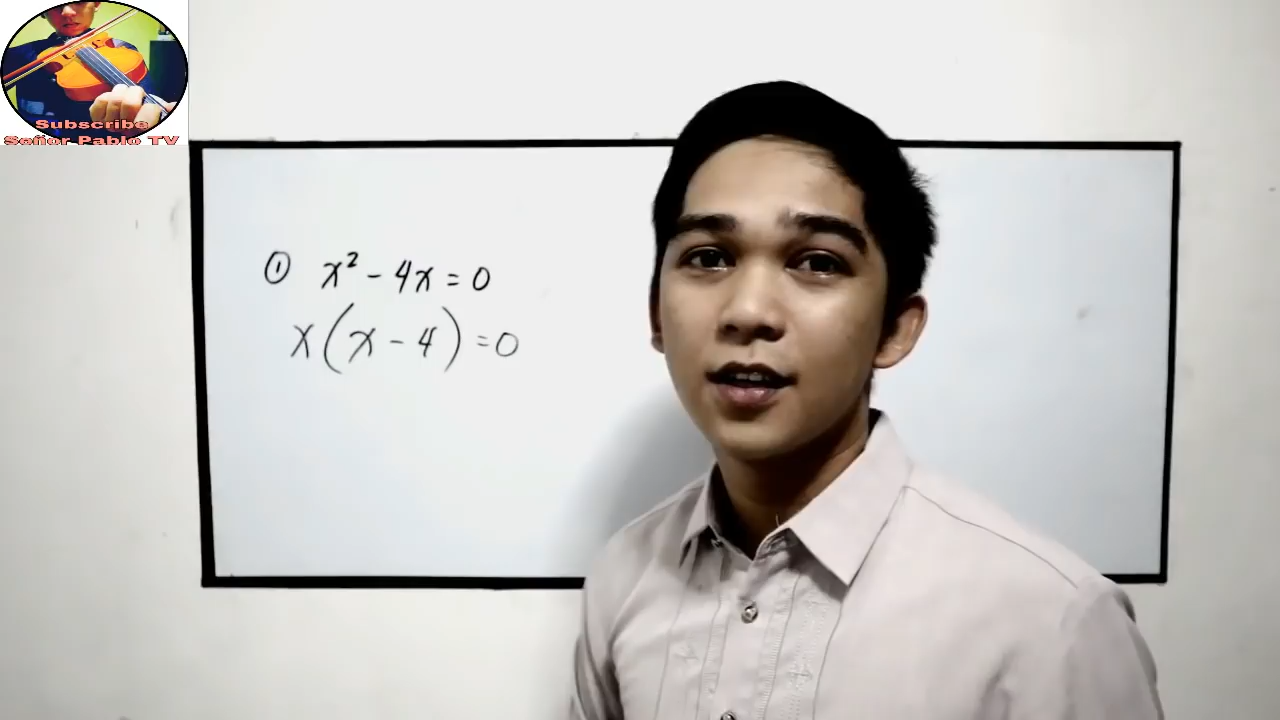 Subscribe
Señor Pablo TV
① x² - 4x = 0
x(x - 4) = 0